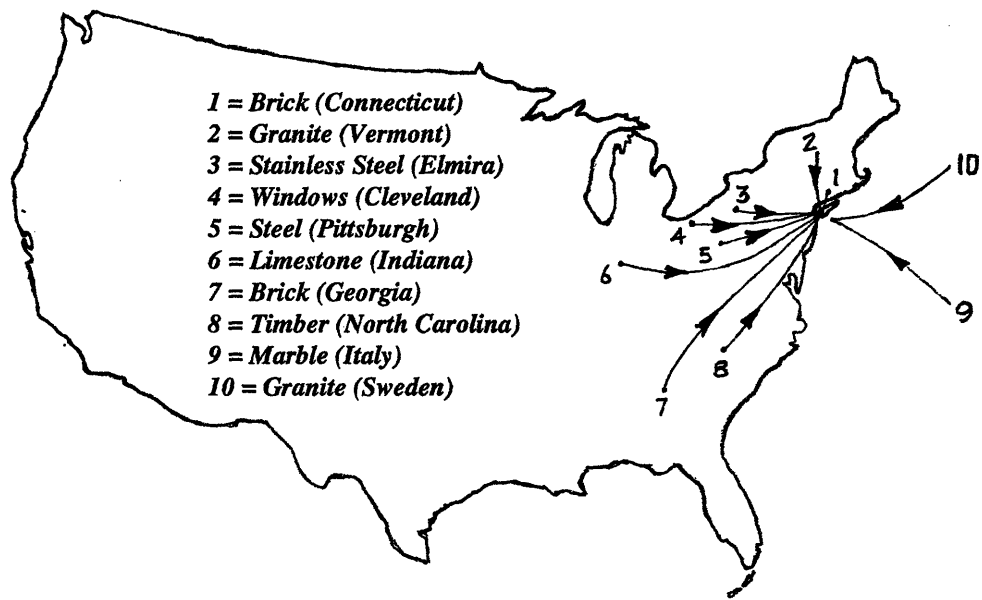 1 = Brick (Connecticut)
2 = Granite (Vermont)
3 = Stainless Steel (Elmira)
4 = Windows (Cleveland)
5 = Steel (Pittsburgh)
6 = Limestone (Indiana)
7 = Brick (Georgia)
8 = Timber (North Carolina)
9 = Marble (Italy)
10 = Granite (Sweden)
2
10
1
3
4
5
6
9
8
7